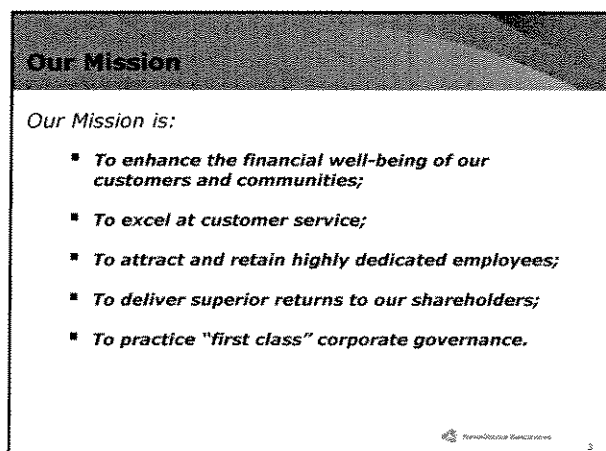 Our Mission
Our Mission is:
To enhance the financial well-being of our
customers and communities;
To excel at customer service;
To attract and retain highly dedicated employees;
To deliver superior returns to our shareholders;
To practice “first class” corporate governance.
3